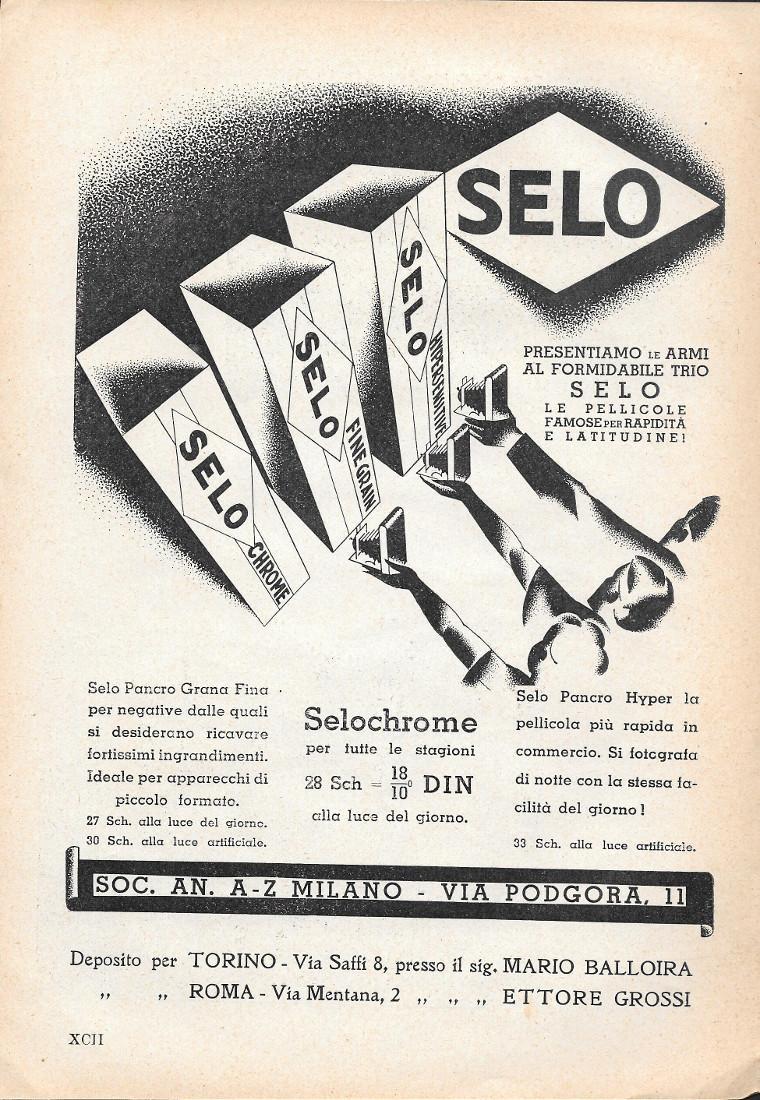 SELO
SELO
HYPERSENSITIVE
SELO
FINE GRAIN
SELO
CHROME
PRESENTIAMO LE ARMI
AL FORMIDABILE TRIO
SELO
LE PELLICOLE
FAMOSE PER RAPIDITÀ
E LATITUDINE!
Selo Pancro Grana Fina
per negative dalle quali
si desiderano ricavare
fortissimi ingrandimenti.
Ideale per apparecchi di
piccolo formato.
27 Sch. alla luce del giorno.
30 Sch. alla luce artificiale.
Selochrome
per tutte le stagioni
28 Sch = 18/10° DIN
alla luce del giorno.
Selo Pancro Hyper la
pellicola più rapida in
commercio. Si fotografa
di notte con la stessa fa-
cilità del giorno!
33 Sch. alla luce artificiale.
SOC. AN. A-Z MILANO - VIA PODGORA, 11
Deposito per TORINO - Via Saffi 8, presso il sig. MARIO BALLOIRA
„ „ ROMA - Via Mentana, 2 „ „ „ ETTORE GROSSI
XCII